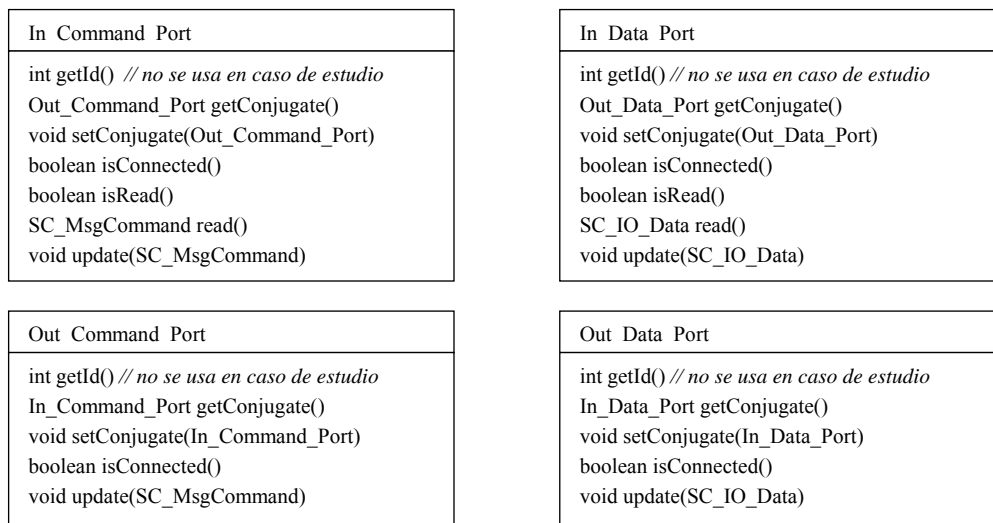 In Command Port
int getId() // no se usa en caso de estudio
Out_Command_Port getConjugate()
void setConjugate(Out_Command_Port)
boolean isConnected()
boolean isRead()
SC_MsgCommand read()
void update(SC_MsgCommand)
In Data Port
int getId() // no se usa en caso de estudio
Out_Data_Port getConjugate()
void setConjugate(Out_Data_Port)
boolean isConnected()
boolean isRead()
SC_IO_Data read()
void update(SC_IO_Data)
Out Command Port
int getId() // no se usa en caso de estudio
In_Command_Port getConjugate()
void setConjugate(In_Command_Port)
boolean isConnected()
void update(SC_MsgCommand)
Out Data Port
int getId() // no se usa en caso de estudio
In_Data_Port getConjugate()
void setConjugate(In_Data_Port)
boolean isConnected()
void update(SC_IO_Data)